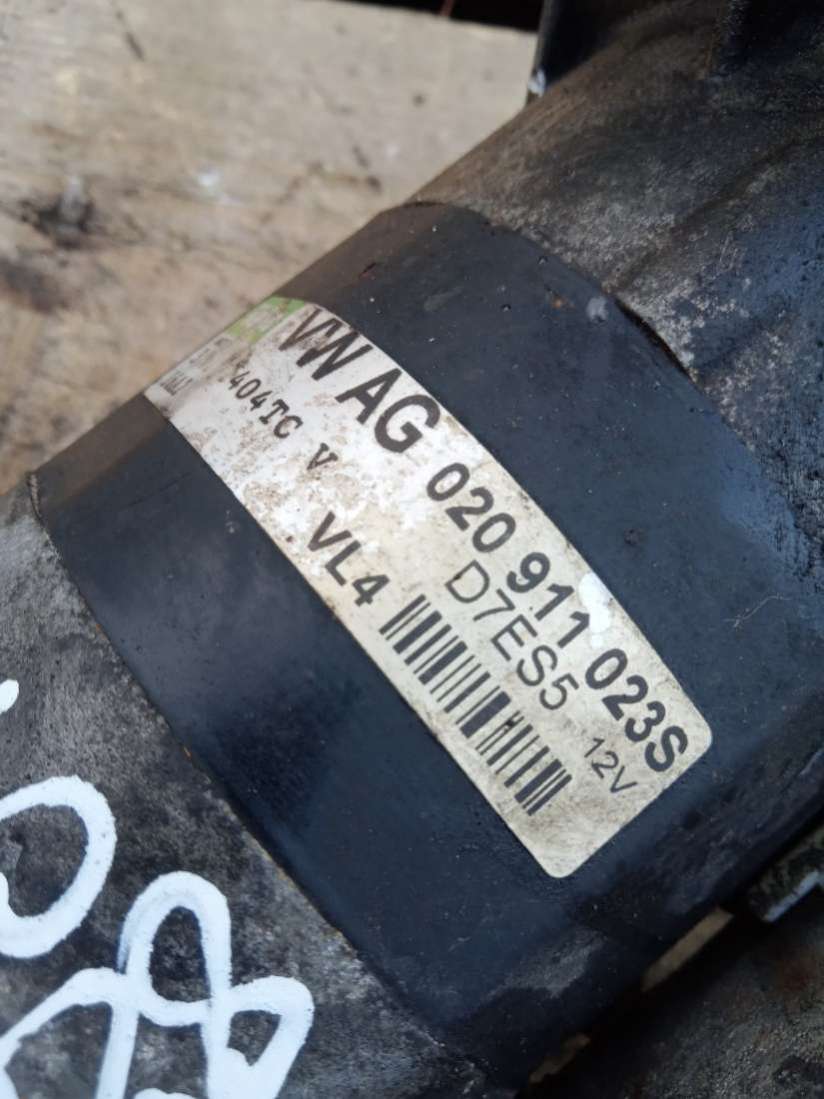 VW AG 020 911 023S
'404TC V D7ES5 12V
VL4